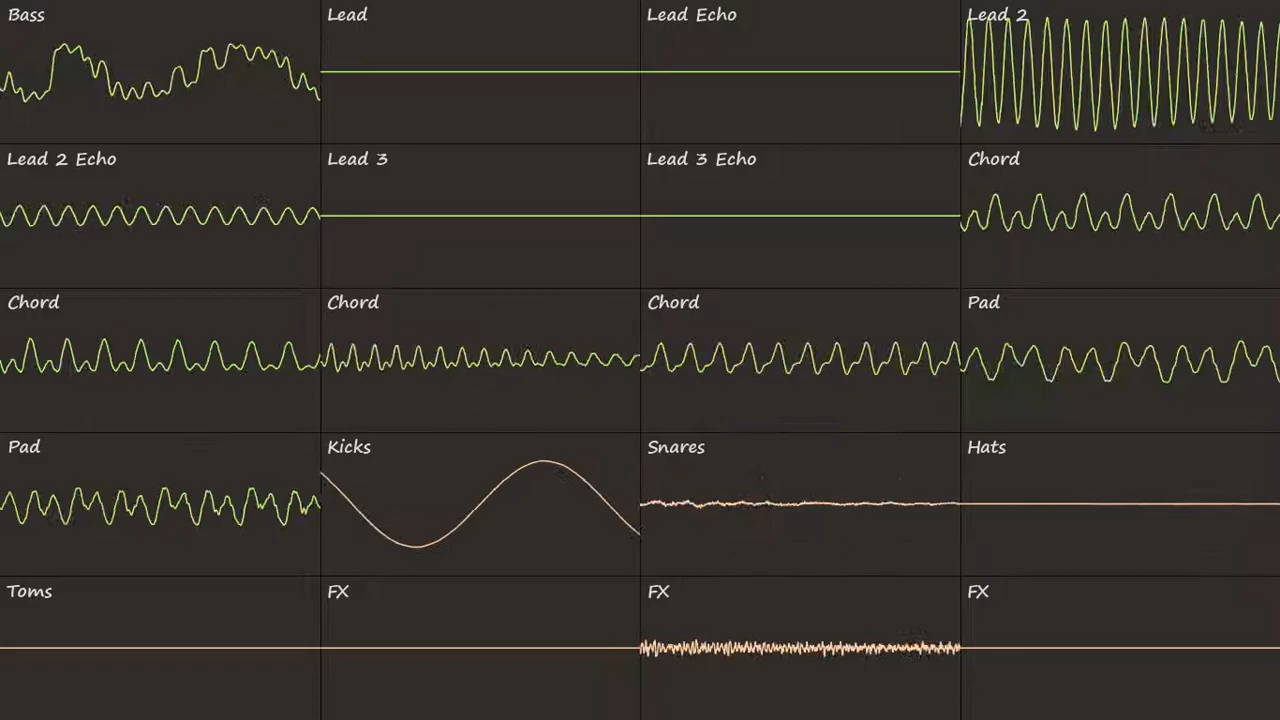 Bass
Lead
Lead Echo
Lead 2
Lead 2 Echo
Lead 3
Lead 3 Echo
Chord
Chord
Chord
Chord
Pad
Pad
Kicks
Snares
Hats
Toms
FX
FX
FX